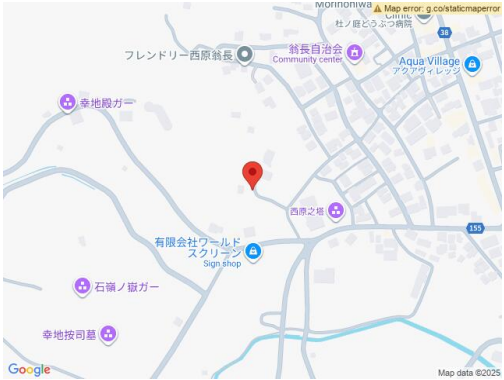 Map error: g.co/staticmaperror
Morinoniwa
Clinic
杜ノ庭どうぶつ病院
38
翁長自治会
Community center
フレンドリー西原翁長
Aqua Village
アクアヴィレッジ
幸地殿ガー
西原之塔
155
有限会社ワールド
スクリーン
Sign shop
石嶺ノ嶽ガー
幸地按司墓
Google
Map data ©2025